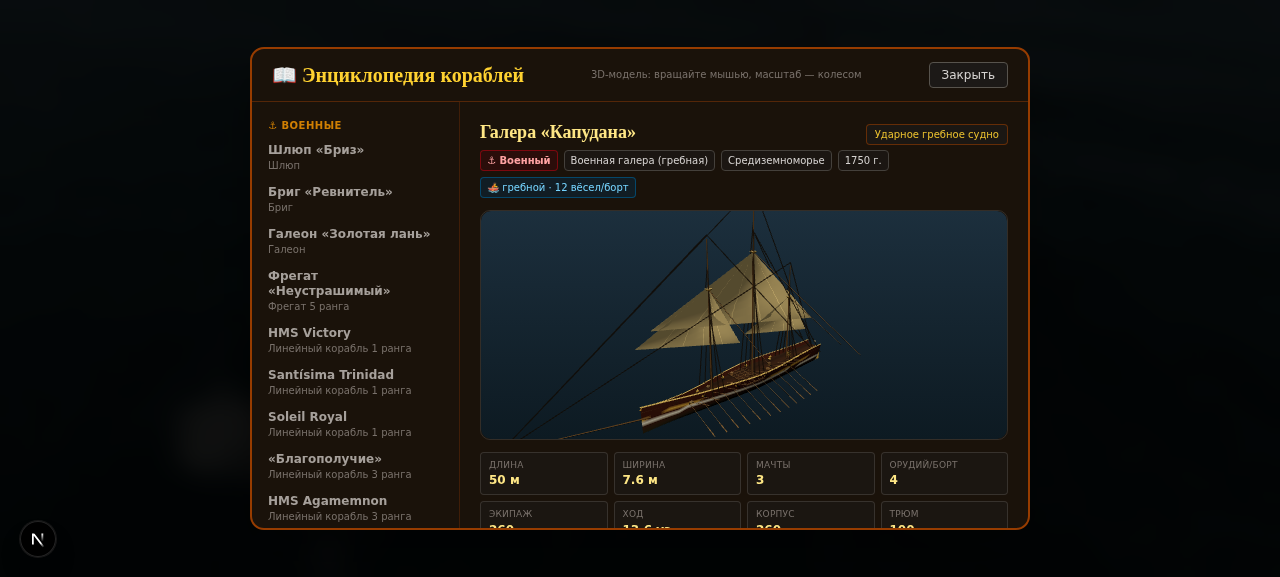 📖 Энциклопедия кораблей
3D-модель: вращайте мышью, масштаб — колесом
Закрыть
⚓ ВОЕННЫЕ
Шлюп «Бриз»
Шлюп
Бриг «Ревнитель»
Бриг
Галеон «Золотая лань»
Галеон
Фрегат
«Неустрашимый»
Фрегат 5 ранга
HMS Victory
Линейный корабль 1 ранга
Santísima Trinidad
Линейный корабль 1 ранга
Soleil Royal
Линейный корабль 1 ранга
«Благополучие»
Линейный корабль 3 ранга
HMS Agamemnon
Линейный корабль 3 ранга
Галера «Капудана»
Ударное гребное судно
⚓ Военный
Военная галера (гребная)
Средиземноморье
1750 г.
🚣 гребной · 12 вёсел/борт
ДЛИНА
50 м
ШИРИНА
7.6 м
МАЧТЫ
3
ОРУДИЙ/БОРТ
4
ЭКИПАЖ
ХОД
КОРПУС
ТРЮМ
N